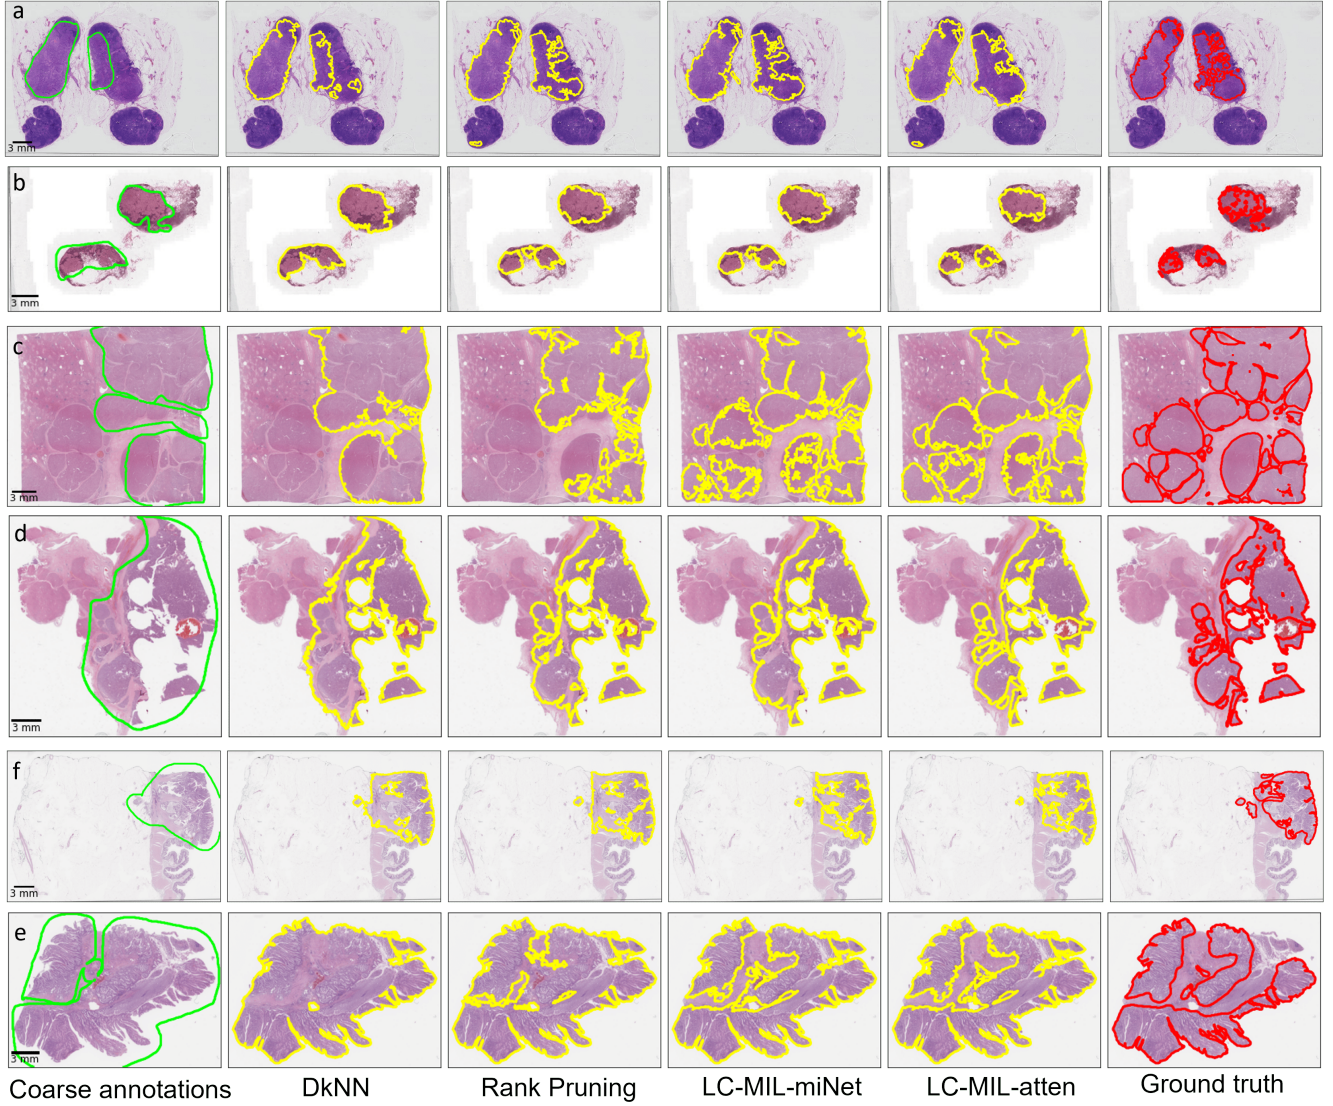 a
3 mm
b
3 mm
c
3 mm
d
3 mm
f
3 mm
e
3 mm
Coarse annotations DkNN Rank Pruning LC-MIL-miNet LC-MIL-atten Ground truth